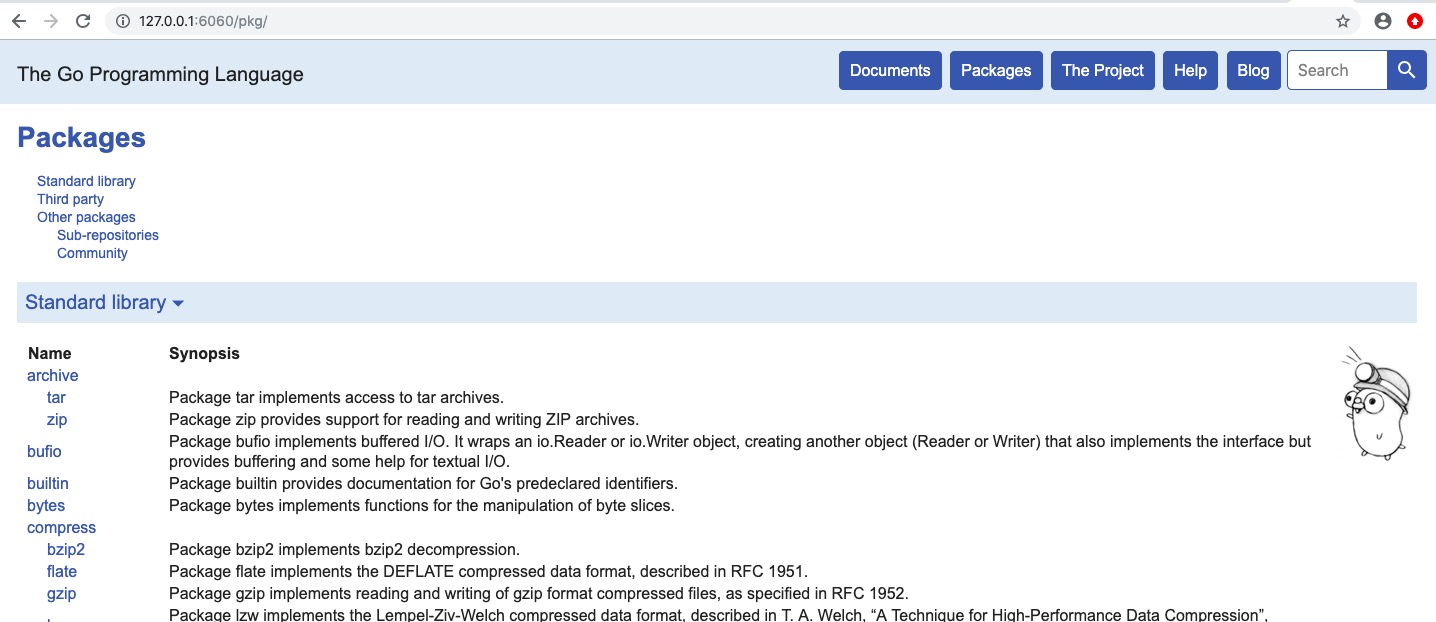 127.0.0.1:6060/pkg/
The Go Programming Language
Documents
Packages
The Project
Help
Blog
Search
Packages
Standard library
Third party
Other packages
Sub-repositories
Community
Standard library
Name Synopsis
archive
tar Package tar implements access to tar archives.
zip Package zip provides support for reading and writing ZIP archives.
bufio Package bufio implements buffered I/O. It wraps an io.Reader or io.Writer object, creating another object (Reader or Writer) that also implements the interface but
provides buffering and some help for textual I/O.
builtin Package builtin provides documentation for Go's predeclared identifiers.
bytes Package bytes implements functions for the manipulation of byte slices.
compress
bzip2 Package bzip2 implements bzip2 decompression.
flate Package flate implements the DEFLATE compressed data format, described in RFC 1951.
gzip Package gzip implements reading and writing of gzip format compressed files, as specified in RFC 1952.
Package lzw implements the Lempel-Ziv-Welch compressed data format, described in T. A. Welch, “A Technique for High-Performance Data Compression”,